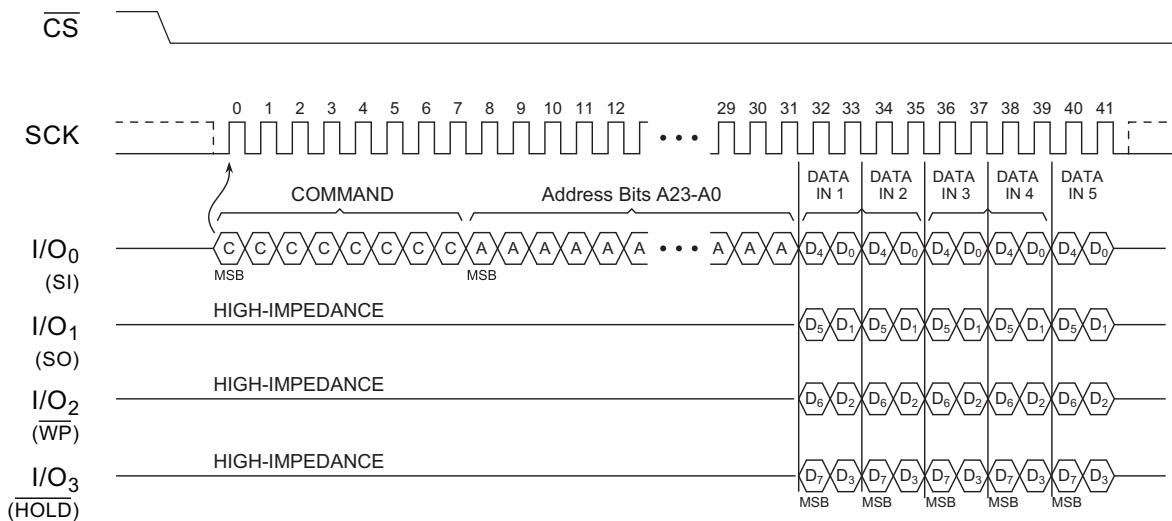 CS
0 1 2 3 4 5 6 7 8 9 10 11 12 29 30 31 32 33 34 35 36 37 38 39 40 41
SCK
DATA IN 1 DATA IN 2 DATA IN 3 DATA IN 4 DATA IN 5
COMMAND Address Bits A23-A0
I/O0 C C C C C C C C A A A A A A A A A D4 D0 D4 D0 D4 D0 D4 D0 D4 D0
(SI) MSB MSB
HIGH-IMPEDANCE
I/O1 D5 D1 D5 D1 D5 D1 D5 D1 D5 D1
(SO)
HIGH-IMPEDANCE
I/O2 D6 D2 D6 D2 D6 D2 D6 D2 D6 D2
(WP)
HIGH-IMPEDANCE
I/O3 D7 D3 D7 D3 D7 D3 D7 D3 D7 D3
(HOLD) MSB MSB MSB MSB MSB